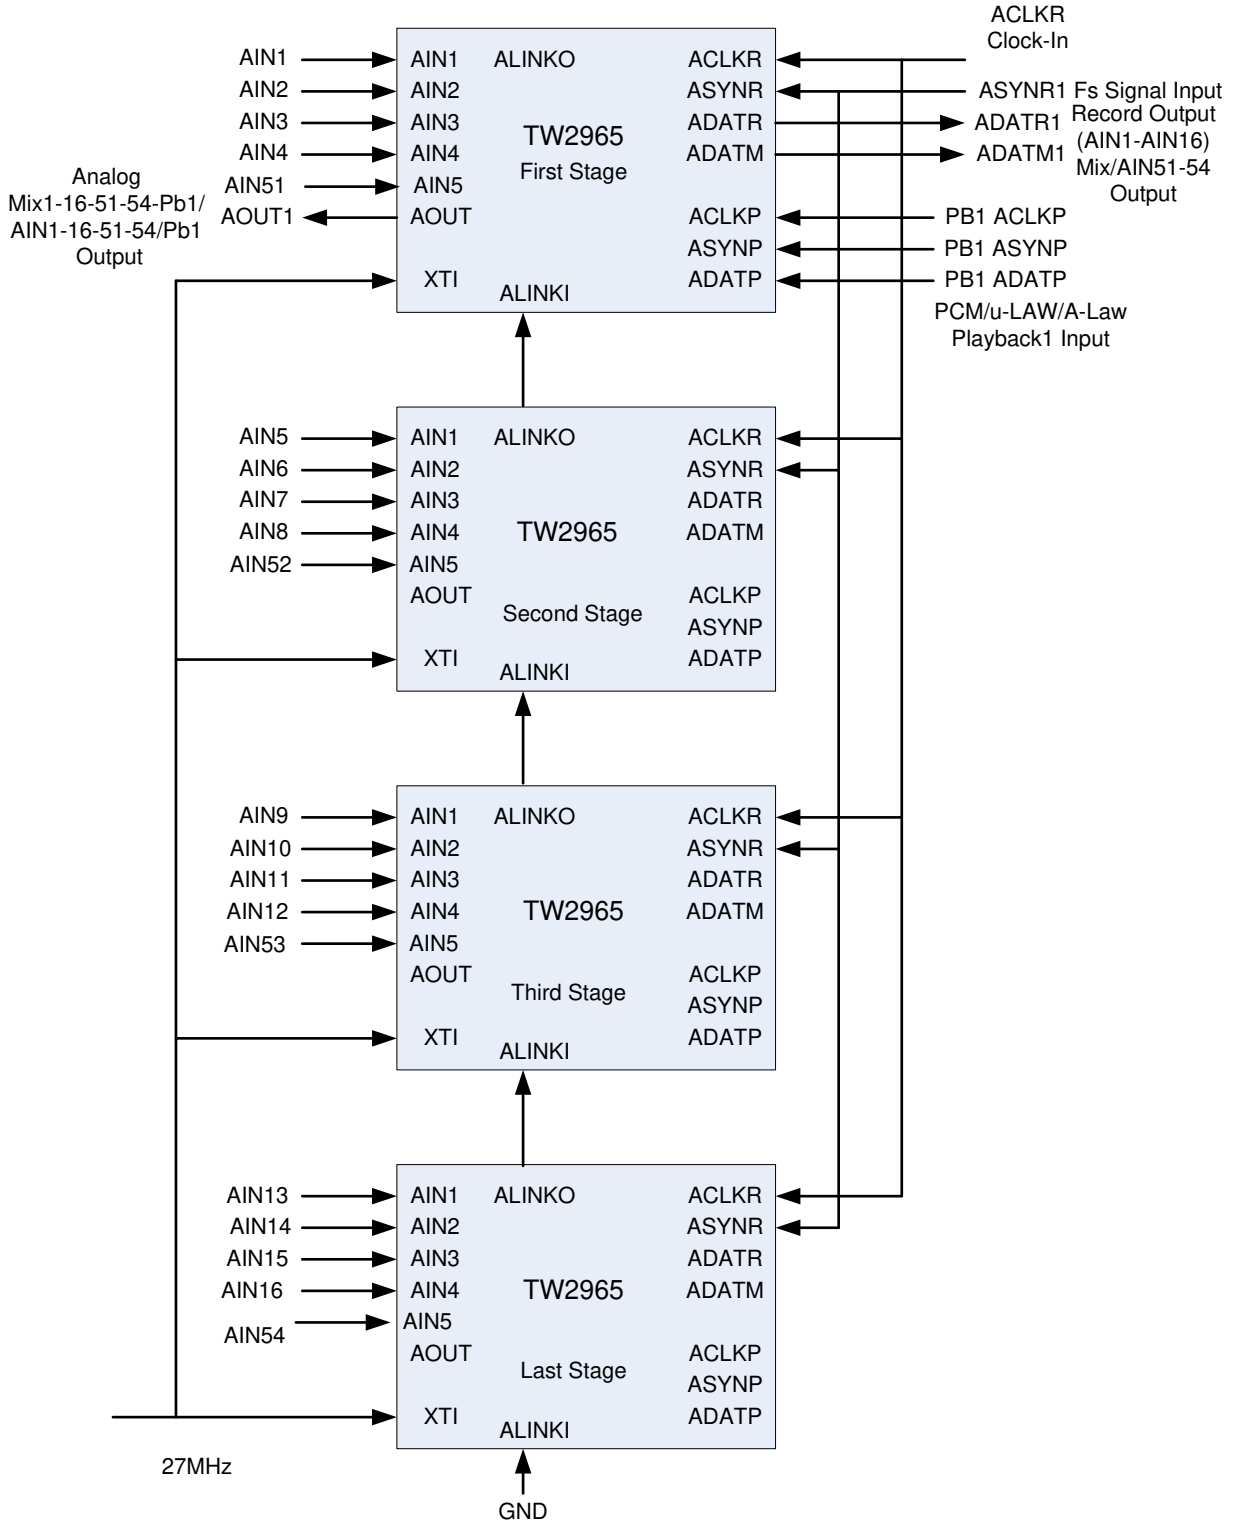 ACLKR
Clock-In
AIN1 AIN1 ALINKO ACLKR
AIN2 AIN2 ASYNR ASYNR1 Fs Signal Input
AIN3 AIN3 ADATR ADATR1 Record Output
(AIN1-AIN16)
AIN4 AIN4 ADATM ADATM1 Mix/AIN51-54
Output
TW2965
First Stage
AIN51 AIN5
AOUT1 AOUT ACLKP PB1 ACLKP
Analog
Mix1-16-51-54-Pb1/
AIN1-16-51-54/Pb1
Output
ASYNP PB1 ASYNP
XTI ADATP PB1 ADATP
ALINKI
PCM/u-LAW/A-Law
Playback1 Input
AIN5 AIN1 ALINKO ACLKR
AIN6 AIN2 ASYNR
AIN7 AIN3 ADATR
AIN8 AIN4 TW2965 ADATM
AIN52 AIN5
AOUT ACLKP
Second Stage
ASYNP
XTI ADATP
ALINKI
AIN9 AIN1 ALINKO ACLKR
AIN10 AIN2 ASYNR
AIN11 AIN3 ADATR
AIN12 AIN4 TW2965 ADATM
AIN53 AIN5
AOUT ACLKP
Third Stage
ASYNP
XTI ADATP
ALINKI
AIN13 AIN1 ALINKO ACLKR
AIN14 AIN2 ASYNR
AIN15 AIN3 ADATR
AIN16 AIN4 TW2965 ADATM
AIN54 AIN5
AOUT ACLKP
Last Stage
ASYNP
XTI ADATP
ALINKI
27MHz
GND